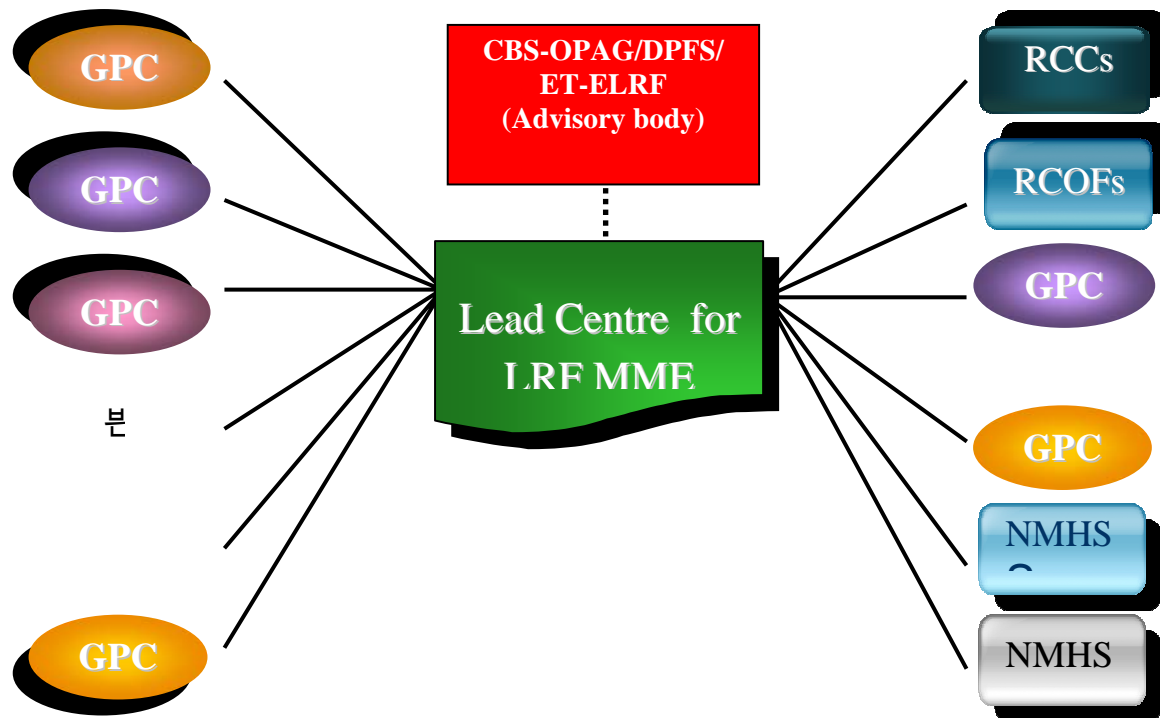 GPC
GPC
GPC
븐
GPC
CBS-OPAG/DPFS/
ET-ELRF
(Advisory body)
Lead Centre for
LRF MME
RCCs
RCOFs
GPC
GPC
NMHS
NMHS